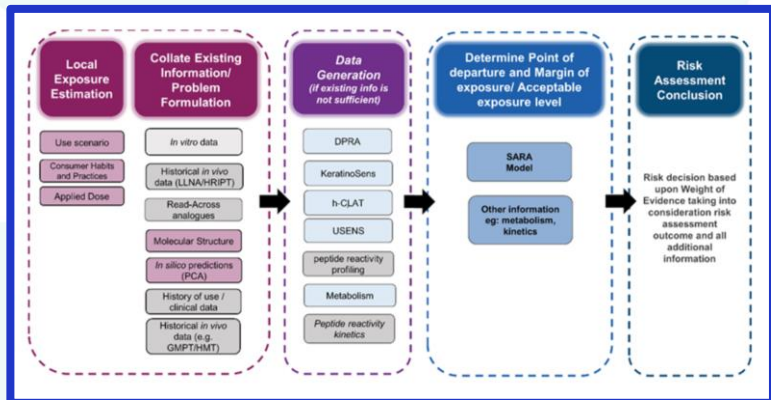 Local
Exposure
Estimation
Use scenario
Consumer Habits
and Practices
Applied Dose
Collate Existing
Information/
Problem
Formulation
In vitro data
Historical in vivo
data (LLNA/HRIPT)
Read-Across
analogues
Molecular Structure
In silico predictions
(PCA)
History of use /
clinical data
Historical in vivo
data (e.g.
GMPT/HMT)
Data
Generation
(if existing info is
not sufficient)
DPRA
KeratinoSens
h-CLAT
USENS
peptide reactivity
profiling
Metabolism
Peptide reactivity
kinetics
Determine Point of
departure and Margin of
exposure/ Acceptable
exposure level
SARA
Model
Other information
eg: metabolism,
kinetics
Risk
Assessment
Conclusion
Risk decision based
upon Weight of
Evidence taking into
consideration risk
assessment
outcome and all
additional
information